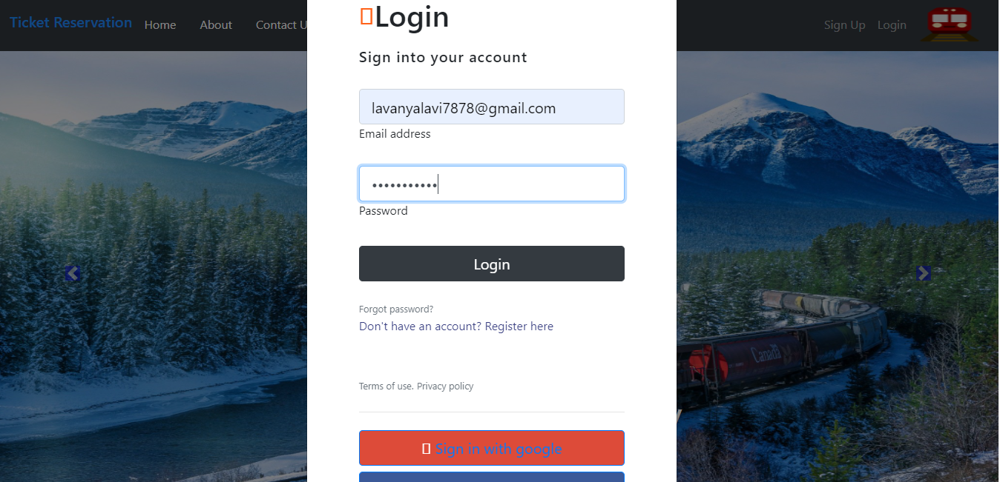 Ticket Reservation Home About Contact U
Sign Up Login
Login
Sign into your account
lavanyalavi7878@gmail.com
Email address
•••••••••••
Password
Login
Forgot password?
Don't have an account? Register here
Terms of use. Privacy policy
Sign in with google
Canada